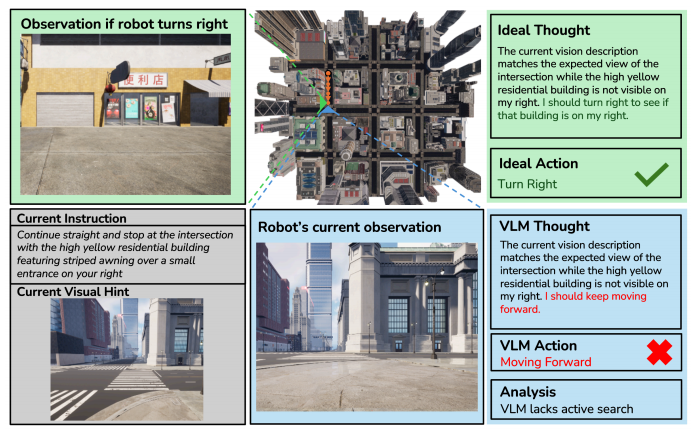 Observation if robot turns right
便利店
Current Instruction
Continue straight and stop at the intersection
with the high yellow residential building
featuring striped awning over a small
entrance on your right
Current Visual Hint
Robot's current observation
Ideal Thought
The current vision description
matches the expected view of the
intersection while the high yellow
residential building is not visible on
my right. I should turn right to see if
that building is on my right.
Ideal Action
Turn Right
VLM Thought
The current vision description
matches the expected view of the
intersection while the high yellow
residential building is not visible on
my right. I should keep moving
forward.
VLM Action
Moving Forward
Analysis
VLM lacks active search